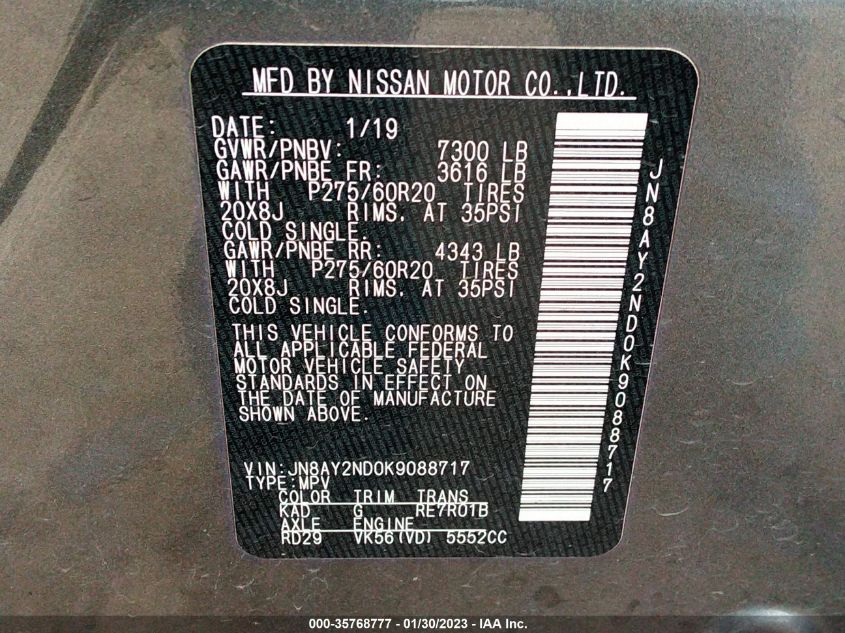 MFD BY NISSAN MOTOR CO.,LTD.
DATE: 1/19
GVWR/PNBV: 7300 LB
GAWR/PNBE FR: 3616 LB
WITH P275/60R20 TIRES
20X8J RIMS. AT 35PSI
COLD SINGLE.
GAWR/PNBE RR: 4343 LB
WITH P275/60R20 TIRES
20X8J RIMS. AT 35PSI
COLD SINGLE.
THIS VEHICLE CONFORMS TO
ALL APPLICABLE FEDERAL
MOTOR VEHICLE SAFETY
STANDARDS IN EFFECT ON
THE DATE OF MANUFACTURE
SHOWN ABOVE.
VIN:JN8AY2ND0K9088717
TYPE:MPV
COLOR TRIM TRANS
KAD G RE7R01B
AXLE ENGINE
RD29 VK56(VD) 5552CC
JN8AY2ND0K9088717
000-35768777 - 01/30/2023 - IAA Inc.